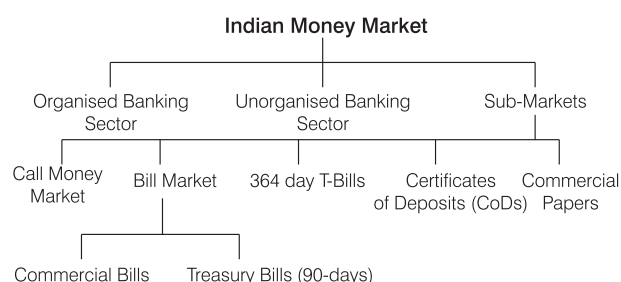 Indian Money Market
Organised Banking
Sector
Unorganised Banking
Sector
Sub-Markets
Call Money
Market
Bill Market
364 day T-Bills
Certificates
of Deposits (CoDs)
Commercial
Papers
Commercial Bills
Treasury Bills (90-days)